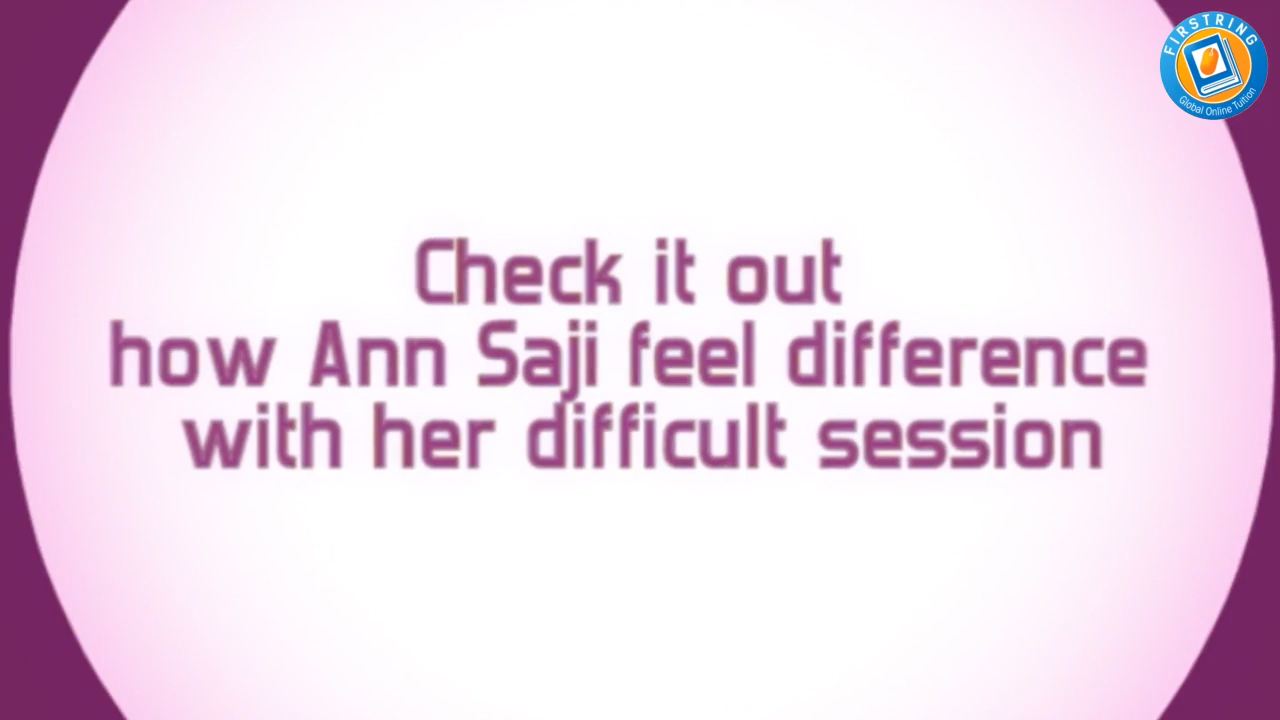 FIRSTRING
Global Online Tuition
Check it out
how Ann Saji feel difference
with her difficult session